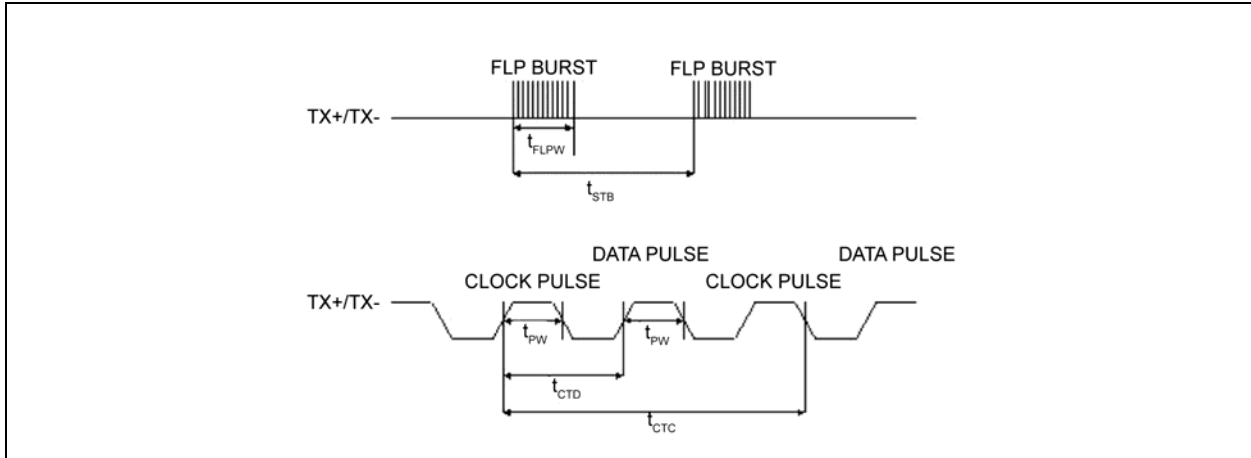 FLP BURST FLP BURST
TX+/TX-
tFLPW
tSTB
DATA PULSE DATA PULSE
CLOCK PULSE CLOCK PULSE
TX+/TX-
tPW tPW
tCTD
tCTC